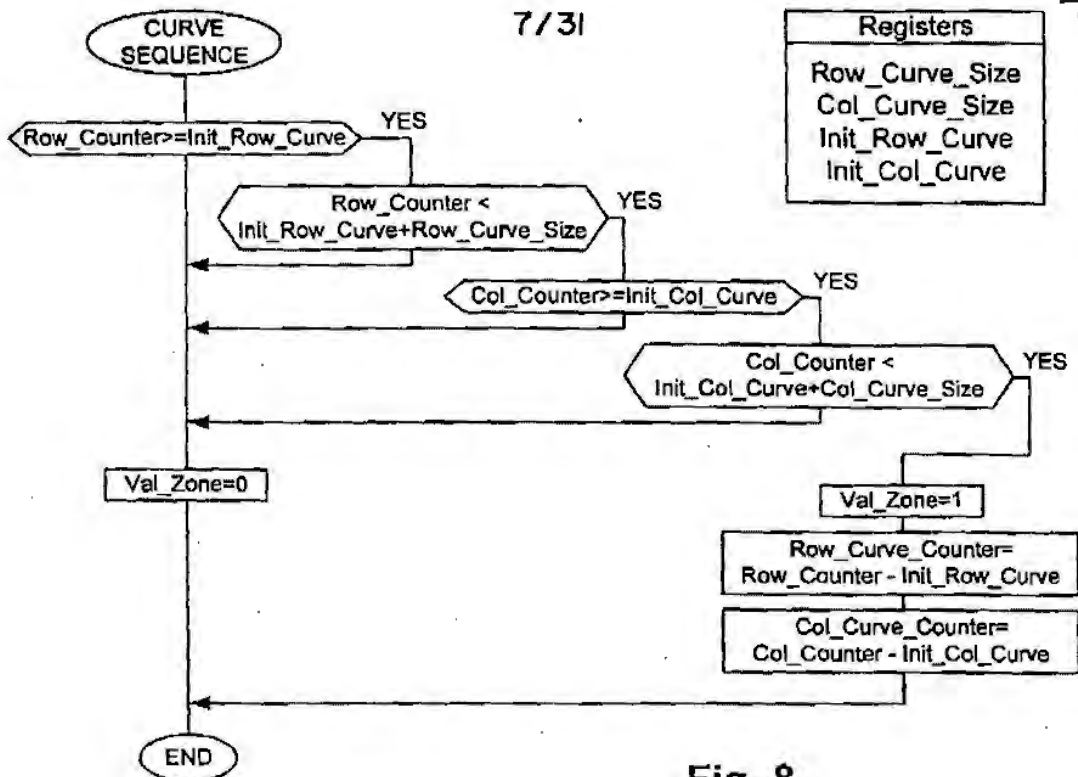 7/31
CURVE
SEQUENCE
Registers
Row_Curve_Size
Col_Curve_Size
Init_Row_Curve
Init_Col_Curve
Row_Counter>=Init_Row_Curve
YES
Row_Counter <
Init_Row_Curve+Row_Curve_Size
YES
Col_Counter>=Init_Col_Curve
YES
Col_Counter <
Init_Col_Curve+Col_Curve_Size
YES
Val_Zone=0
Val_Zone=1
Row_Curve_Counter=
Row_Counter - Init_Row_Curve
Col_Curve_Counter=
Col_Counter - Init_Col_Curve
END
Fig. 8